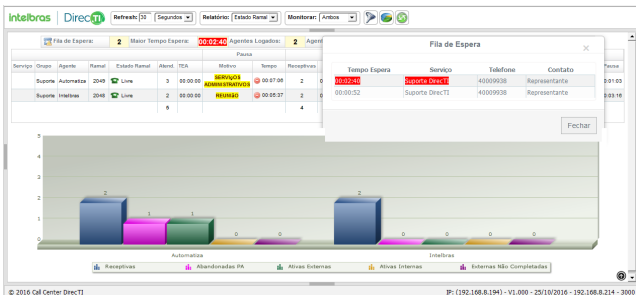 intelbras DirecTI Refresh: 30 Segundos Relatório: Estado Ramal Monitorar: Ambos
Fila de Espera: 2 Maior Tempo Espera: 00:02:40 Agentes Logados: 2
Pausa
Serviço Grupo Agente Ramal Estado Ramal Atend. TEA Motivo Tempo Receptivas Pausa
Suporte Automatiza 2049 Livre 3 00:00:00 SERVIÇOS ADMINISTRATIVOS 00:07:06 2 0:01:03
Suporte Intelbras 2048 Livre 2 00:00:00 REUNIÃO 00:05:37 2 0:03:16
5 4
Fila de Espera
Tempo Espera Serviço Telefone Contato
00:02:40 Suporte DirecTI 40009938 Representante
00:00:52 Suporte DirecTI 40009938 Representante
Fechar
5
4
3
2
1
0
2 1 1 0 0 2 0 0 0 0
Automatiza Intelbras
Receptivas Abandonadas PA Ativas Externas Ativas Internas Externas Não Completadas
© 2016 Call Center DirecTI IP: (192.168.8.194) - V1.000 - 25/10/2016 - 192.168.8.214 - 3000